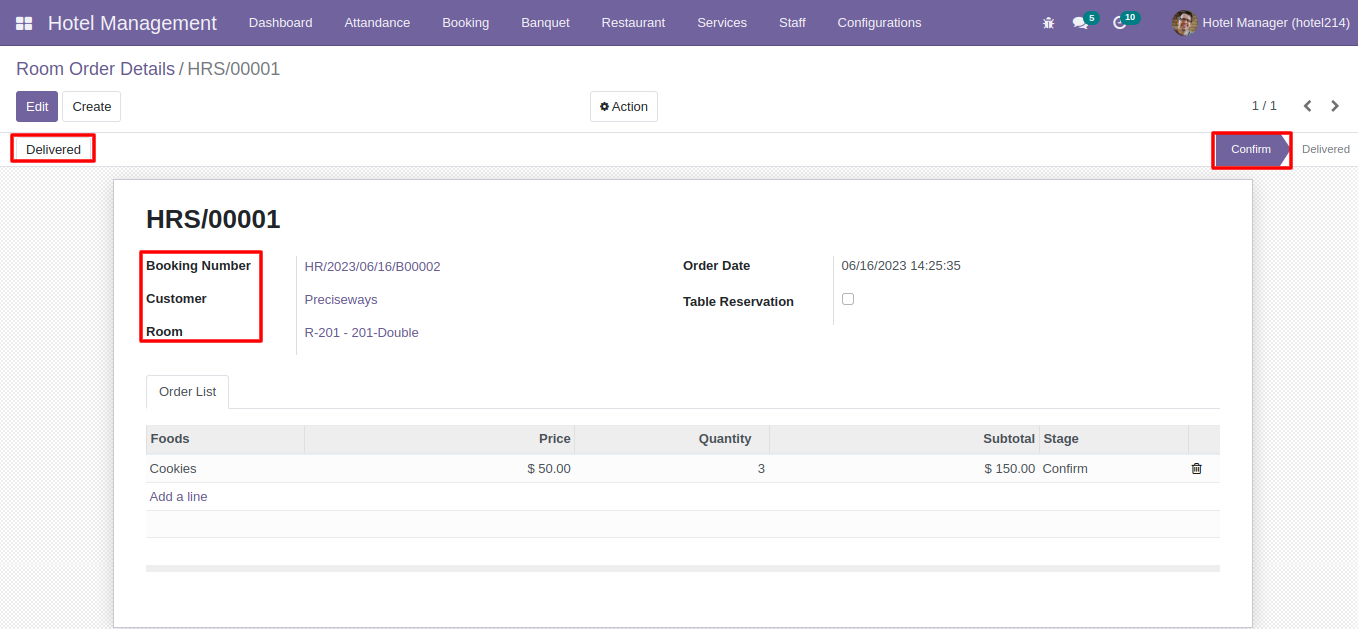 Hotel Management Dashboard Attandance Booking Banquet Restaurant Services Staff Configurations 5 10 Hotel Manager (hotel214)
Room Order Details / HRS/00001
Edit Create Action 1 / 1
Delivered Confirm Delivered
HRS/00001
Booking Number HR/2023/06/16/B00002 Order Date 06/16/2023 14:25:35
Customer Preciseways Table Reservation
Room R-201 - 201-Double
Order List
Foods Price Quantity Subtotal Stage
Cookies $ 50.00 3 $ 150.00 Confirm
Add a line